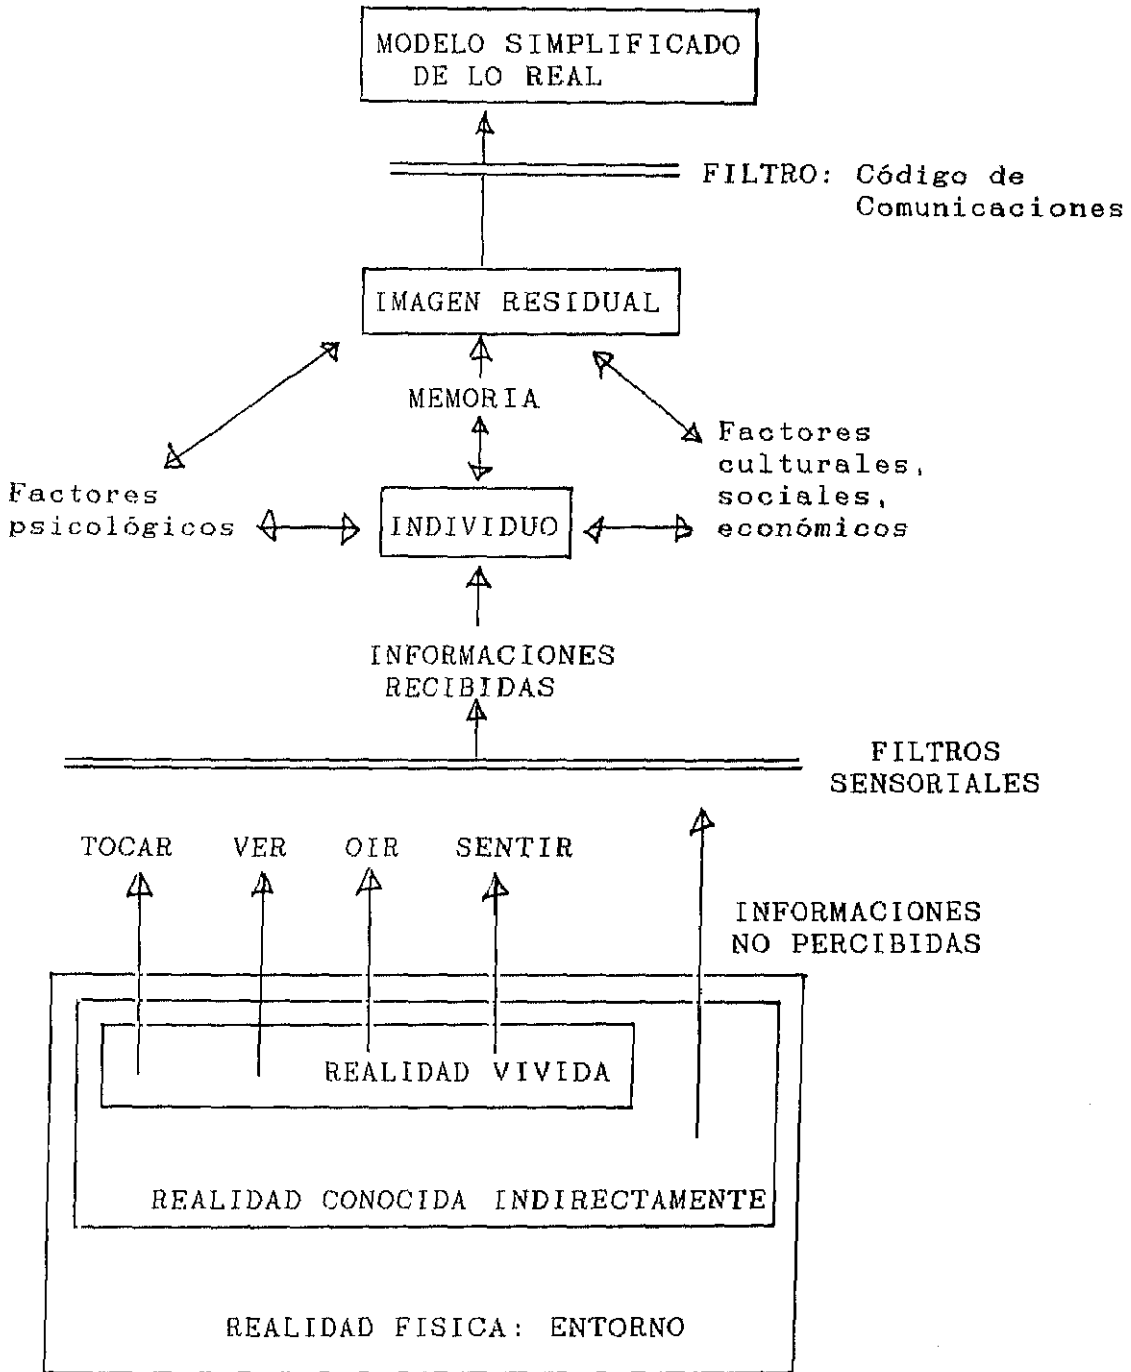 MODELO SIMPLIFICADO
DE LO REAL
FILTRO: Código de
Comunicaciones
IMAGEN RESIDUAL
MEMORIA
Factores
culturales,
sociales,
económicos
Factores
psicológicos
INDIVIDUO
INFORMACIONES
RECIBIDAS
FILTROS
SENSORIALES
TOCAR VER OIR SENTIR
INFORMACIONES
NO PERCIBIDAS
REALIDAD VIVIDA
REALIDAD CONOCIDA INDIRECTAMENTE
REALIDAD FISICA: ENTORNO